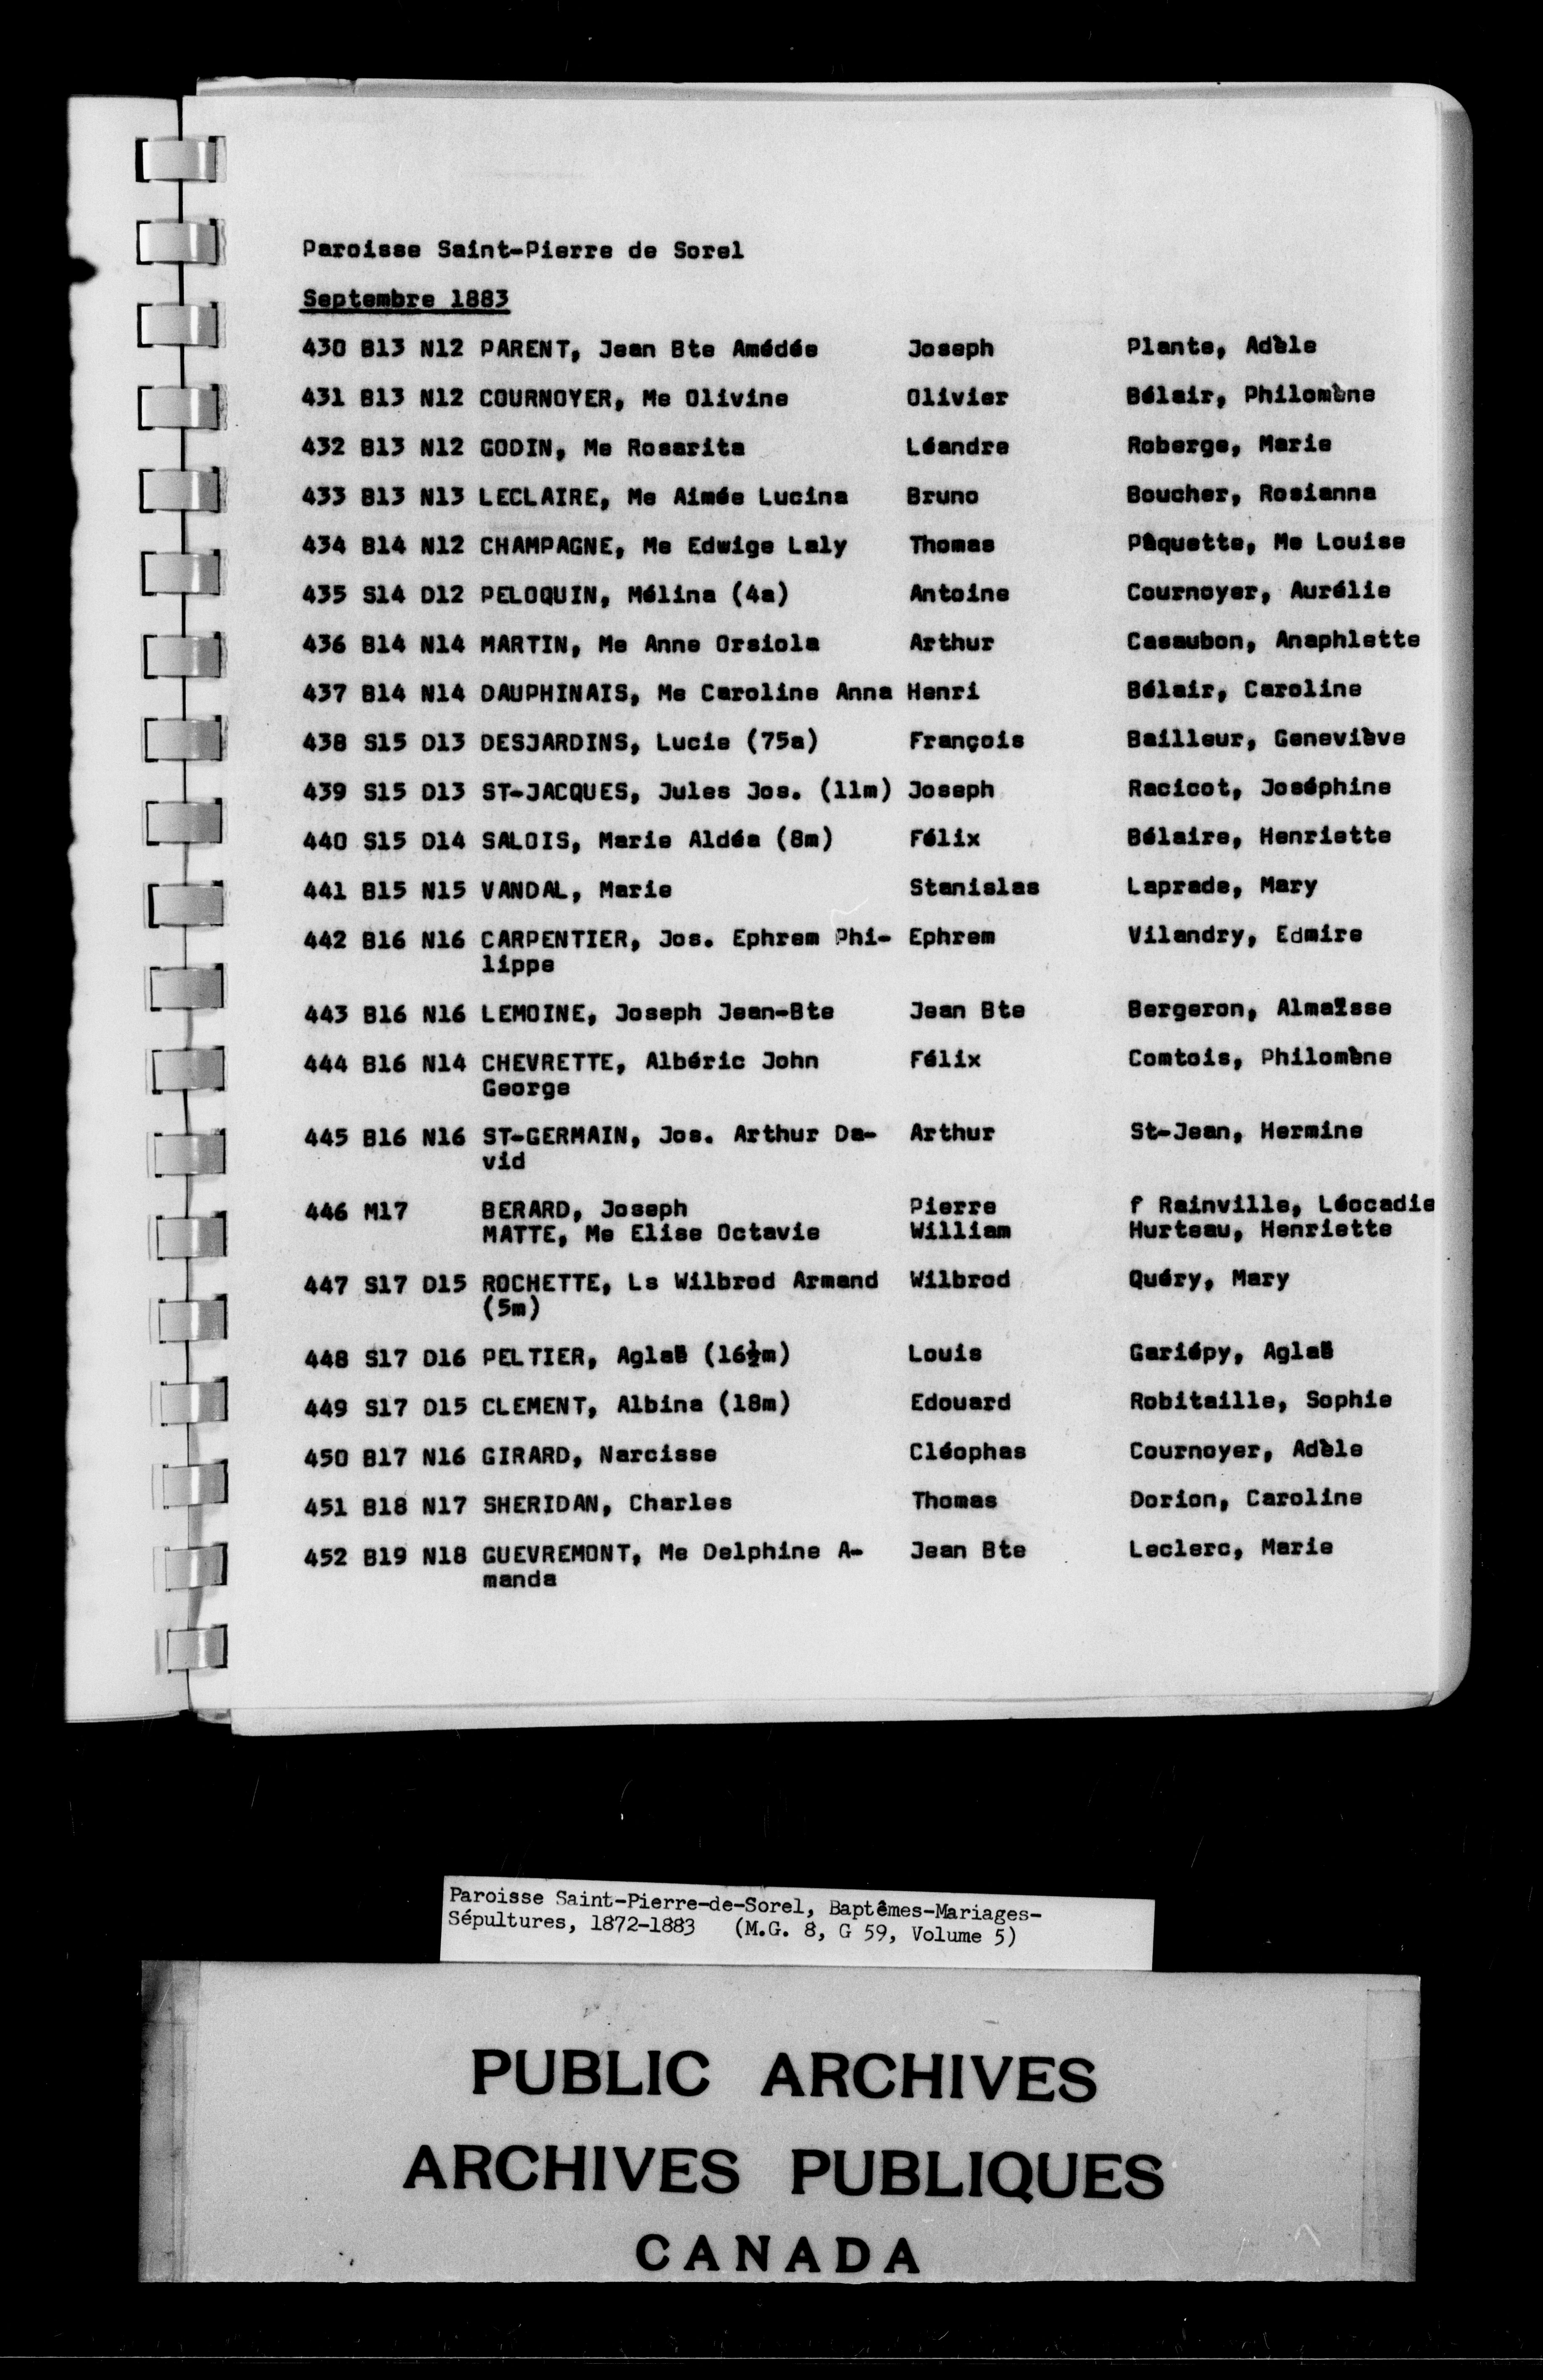 Paroisse Saint-Pierre de Sorel
Septembre 1883
430 B13 N12 PARENT, Jean Bte Amédée Joseph Plante, Adèle
431 B13 N12 COURNOYER, Me Olivine Olivier Bélair, Philomène
432 B13 N12 GODIN, Me Rosarita Léandre Roberge, Marie
433 B13 N13 LECLAIRE, Me Aimée Lucina Bruno Boucher, Rosianna
434 B14 N12 CHAMPAGNE, Me Edwige Laly Thomas Pâquette, Me Louise
435 S14 D12 PELOQUIN, Mélina (4a) Antoine Cournoyer, Aurélie
436 B14 N14 MARTIN, Me Anne Orsiola Arthur Casaubon, Anaphlette
437 B14 N14 DAUPHINAIS, Me Caroline Anna Henri Bélair, Caroline
438 S15 D13 DESJARDINS, Lucie (75a) François Bailleur, Geneviève
439 S15 D13 ST-JACQUES, Jules Jos. (11m) Joseph Racicot, Joséphine
440 S15 D14 SALOIS, Marie Aldéa (8m) Félix Bélaire, Henriette
441 B15 N15 VANDAL, Marie Stanislas Laprade, Mary
442 B16 N16 CARPENTIER, Jos. Ephrem Phi- Ephrem Vilandry, Edmire
lippe
443 B16 N16 LEMOINE, Joseph Jean-Bte Jean Bte Bergeron, Almaïsse
444 B16 N14 CHEVRETTE, Albéric John Félix Comtois, Philomène
George
445 B16 N16 ST-GERMAIN, Jos. Arthur Da- Arthur St-Jean, Hermine
vid
446 M17 BERARD, Joseph Pierre f Rainville, Léocadie
MATTE, Me Elise Octavie William Hurteau, Henriette
447 S17 D15 ROCHETTE, Ls Wilbrod Armand Wilbrod Quéry, Mary
(5m)
448 S17 D16 PELTIER, Aglaë (16½m) Louis Gariépy, Aglaë
449 S17 D15 CLEMENT, Albina (18m) Edouard Robitaille, Sophie
450 B17 N16 GIRARD, Narcisse Cléophas Cournoyer, Adèle
451 B18 N17 SHERIDAN, Charles Thomas Dorion, Caroline
452 B19 N18 GUEVREMONT, Me Delphine A- Jean Bte Leclerc, Marie
manda
Paroisse Saint-Pierre-de-Sorel, Baptêmes-Mariages-
Sépultures, 1872-1883 (M.G. 8, G 59, Volume 5)
PUBLIC ARCHIVES
ARCHIVES PUBLIQUES
CANADA